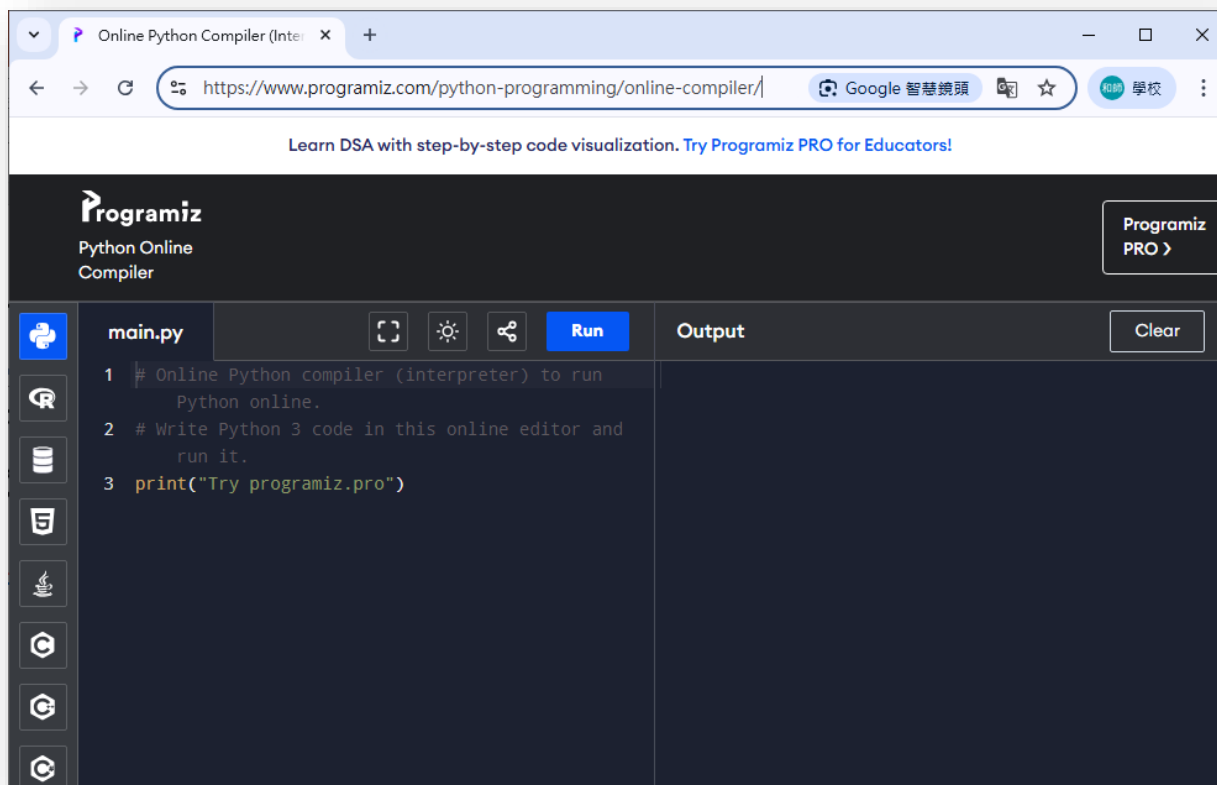 Online Python Compiler (Inter
https://www.programiz.com/python-programming/online-compiler/
Google 智慧鏡頭
和師 學校
Learn DSA with step-by-step code visualization. Try Programiz PRO for Educators!
Programiz
Python Online
Compiler
Programiz
PRO >
main.py
Run
Output
Clear
1 # Online Python compiler (interpreter) to run
Python online.
2 # Write Python 3 code in this online editor and
run it.
3 print("Try programiz.pro")